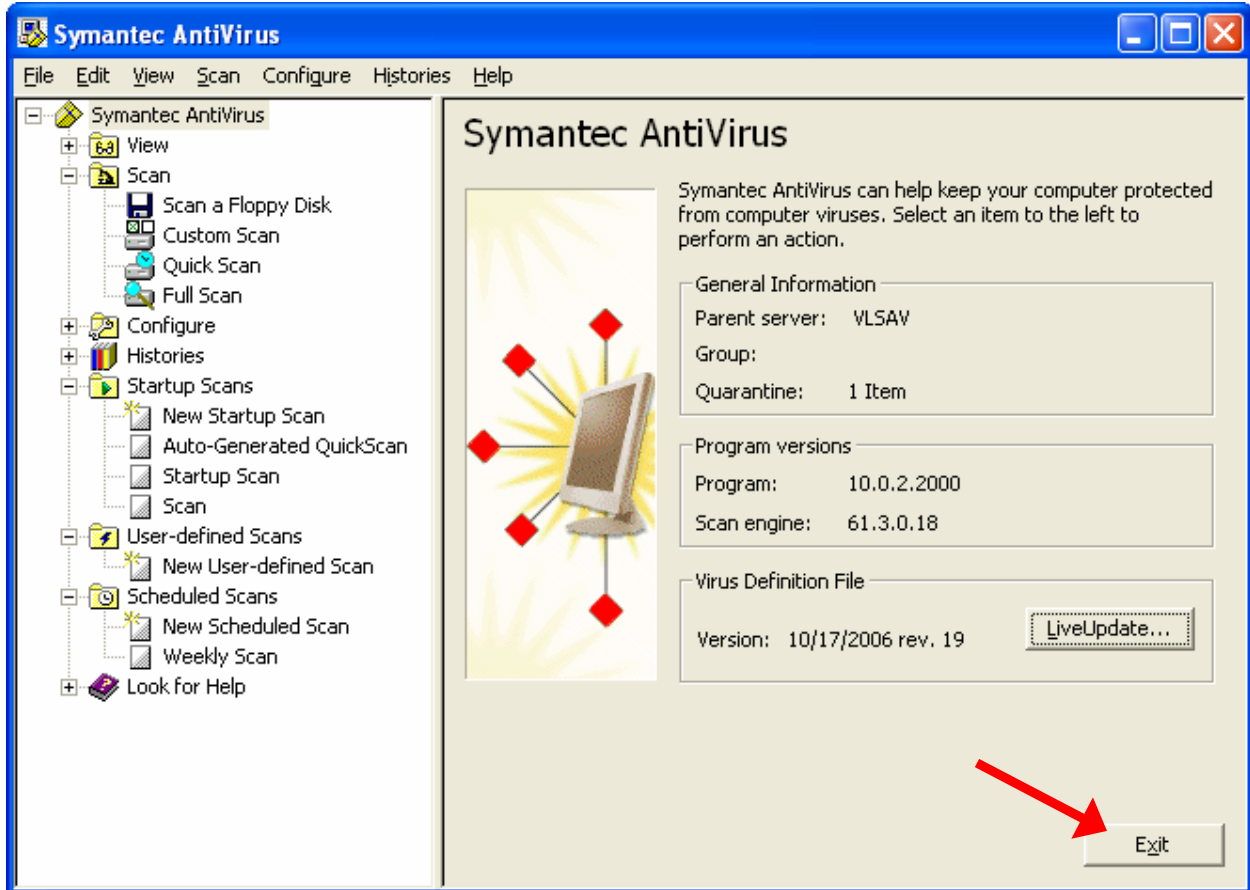 Symantec AntiVirus
File Edit View Scan Configure Histories Help
Symantec AntiVirus
View
Scan
Scan a Floppy Disk
Custom Scan
Quick Scan
Full Scan
Configure
Histories
Startup Scans
New Startup Scan
Auto-Generated QuickScan
Startup Scan
Scan
User-defined Scans
New User-defined Scan
Scheduled Scans
New Scheduled Scan
Weekly Scan
Look for Help
Symantec AntiVirus
Symantec AntiVirus can help keep your computer protected
from computer viruses. Select an item to the left to
perform an action.
General Information
Parent server: VLSAV
Group:
Quarantine: 1 Item
Program versions
Program: 10.0.2.2000
Scan engine: 61.3.0.18
Virus Definition File
Version: 10/17/2006 rev. 19
LiveUpdate...
Exit